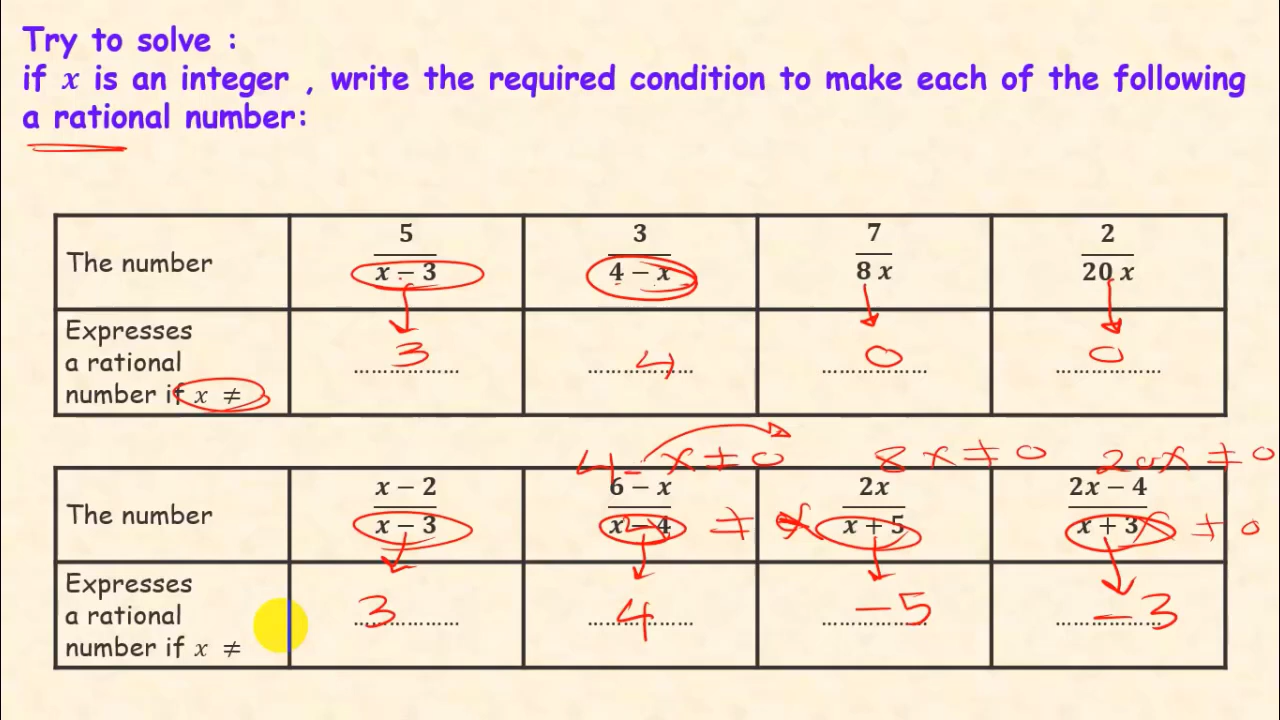 Try to solve :
if x is an integer , write the required condition to make each of the following
a rational number:
The number
5
x − 3
3
4 − x
7
8 x
2
20 x
Expresses
a rational
number if x ≠
3
4
0
0
4 − x ≠ 0
8x ≠ 0
20x ≠ 0
The number
x − 2
x − 3
6 − x
x − 4
≠
2x
x + 5
2x − 4
x + 3
≠ 0
Expresses
a rational
number if x ≠
3
4
−5
−3